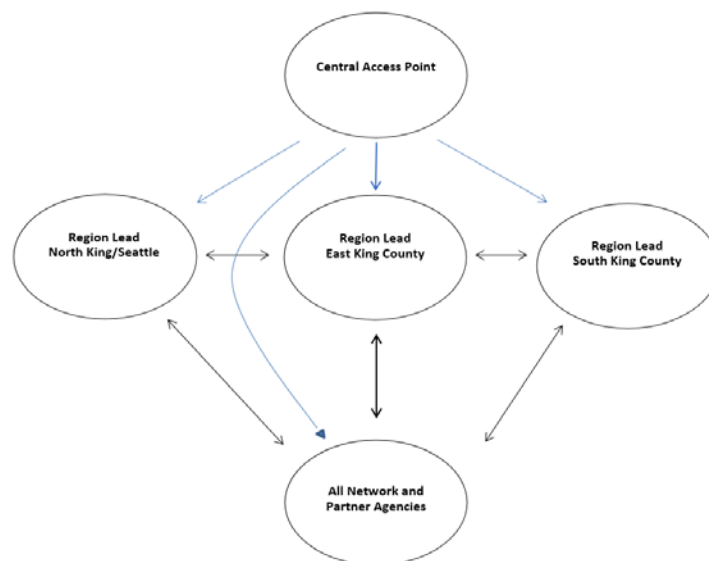 Central Access Point
Region Lead
North King/Seattle
Region Lead
East King County
Region Lead
South King County
All Network and
Partner Agencies